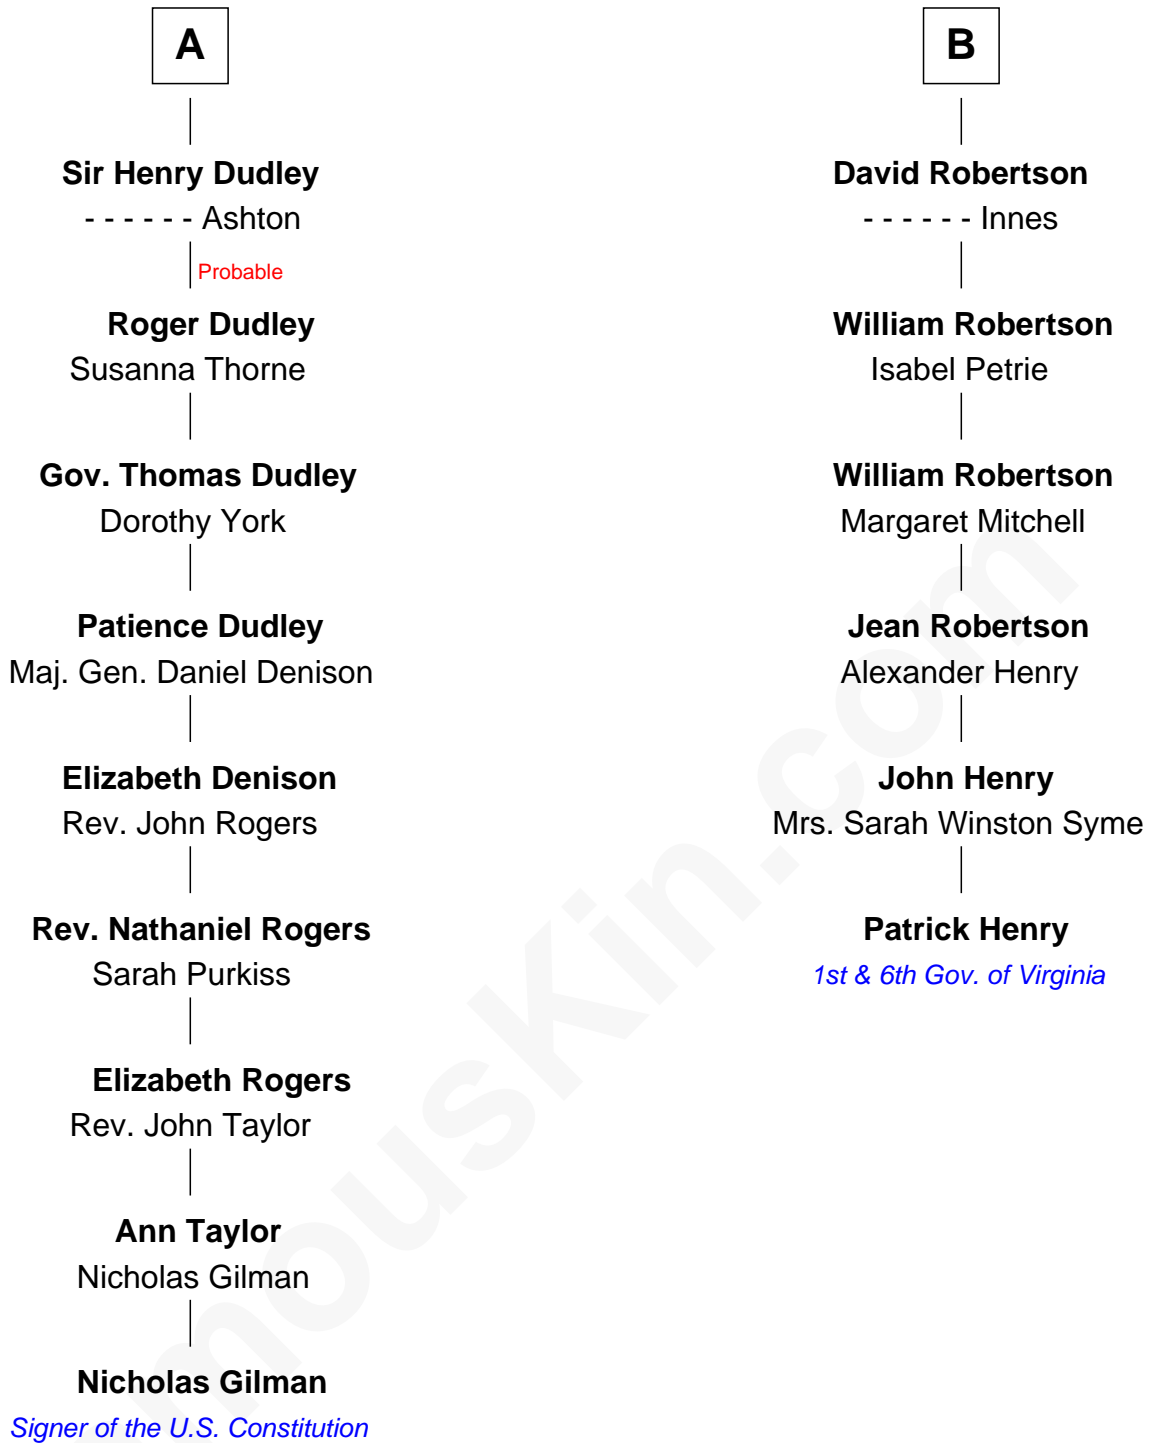 A
Sir Henry Dudley
- - - - - - Ashton
Probable
Roger Dudley
Susanna Thorne
Gov. Thomas Dudley
Dorothy York
Patience Dudley
Maj. Gen. Daniel Denison
Elizabeth Denison
Rev. John Rogers
Rev. Nathaniel Rogers
Sarah Purkiss
Elizabeth Rogers
Rev. John Taylor
Ann Taylor
Nicholas Gilman
Nicholas Gilman
Signer of the U.S. Constitution
B
David Robertson
- - - - - - Innes
William Robertson
Isabel Petrie
William Robertson
Margaret Mitchell
Jean Robertson
Alexander Henry
John Henry
Mrs. Sarah Winston Syme
Patrick Henry
1st & 6th Gov. of Virginia
mousKin.com